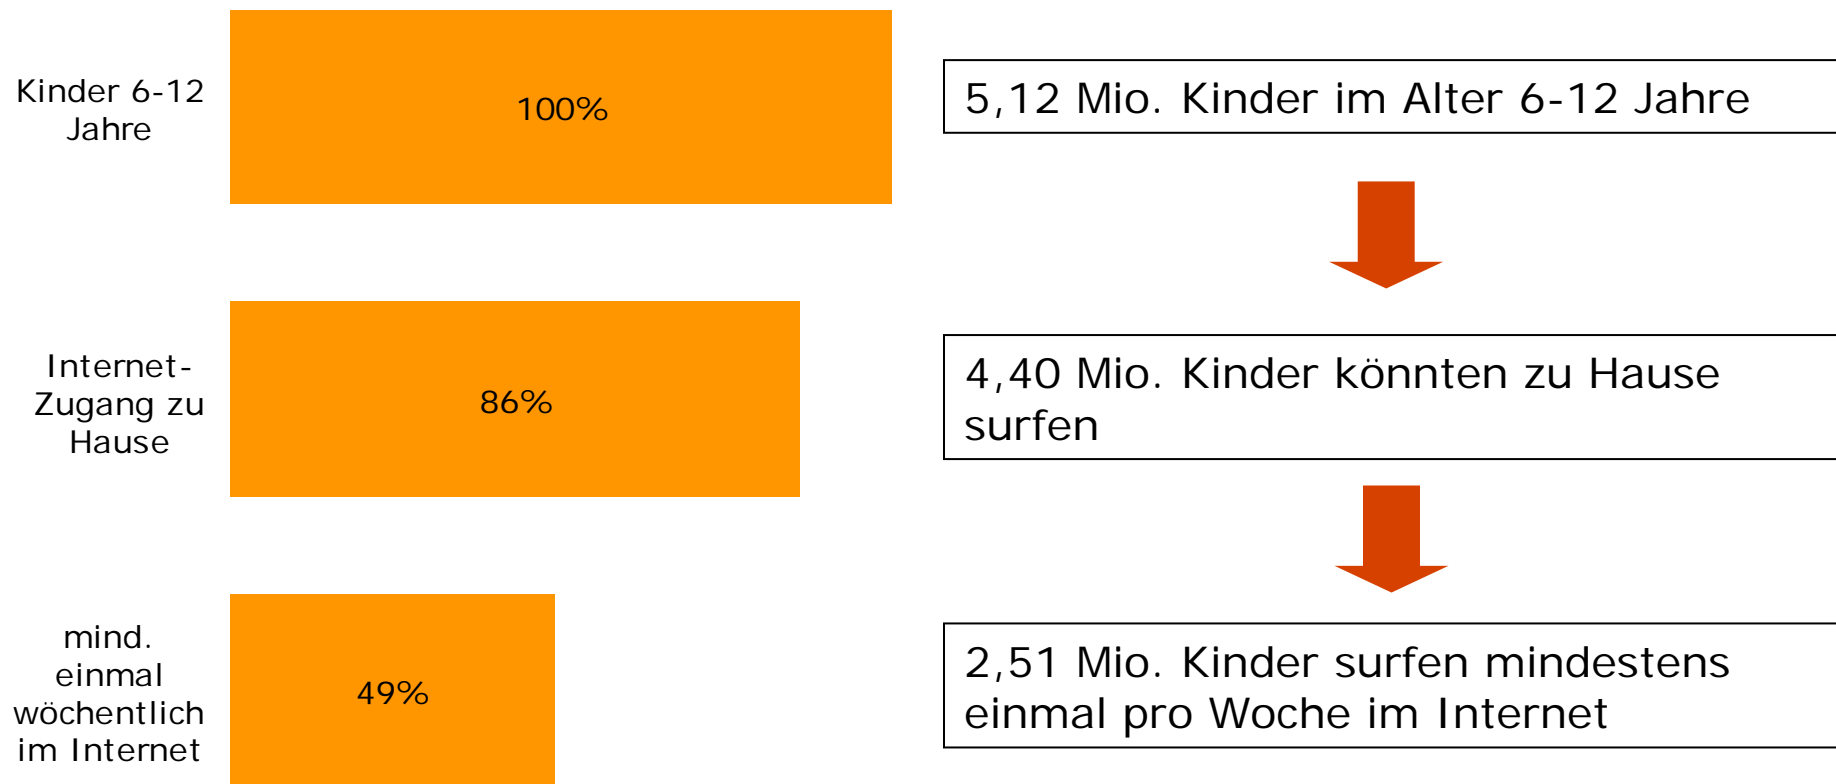 Kinder 6-12
Jahre
100%
5,12 Mio. Kinder im Alter 6-12 Jahre
Internet-
Zugang zu
Hause
86%
4,40 Mio. Kinder könnten zu Hause
surfen
mind.
einmal
wöchentlich
im Internet
49%
2,51 Mio. Kinder surfen mindestens
einmal pro Woche im Internet